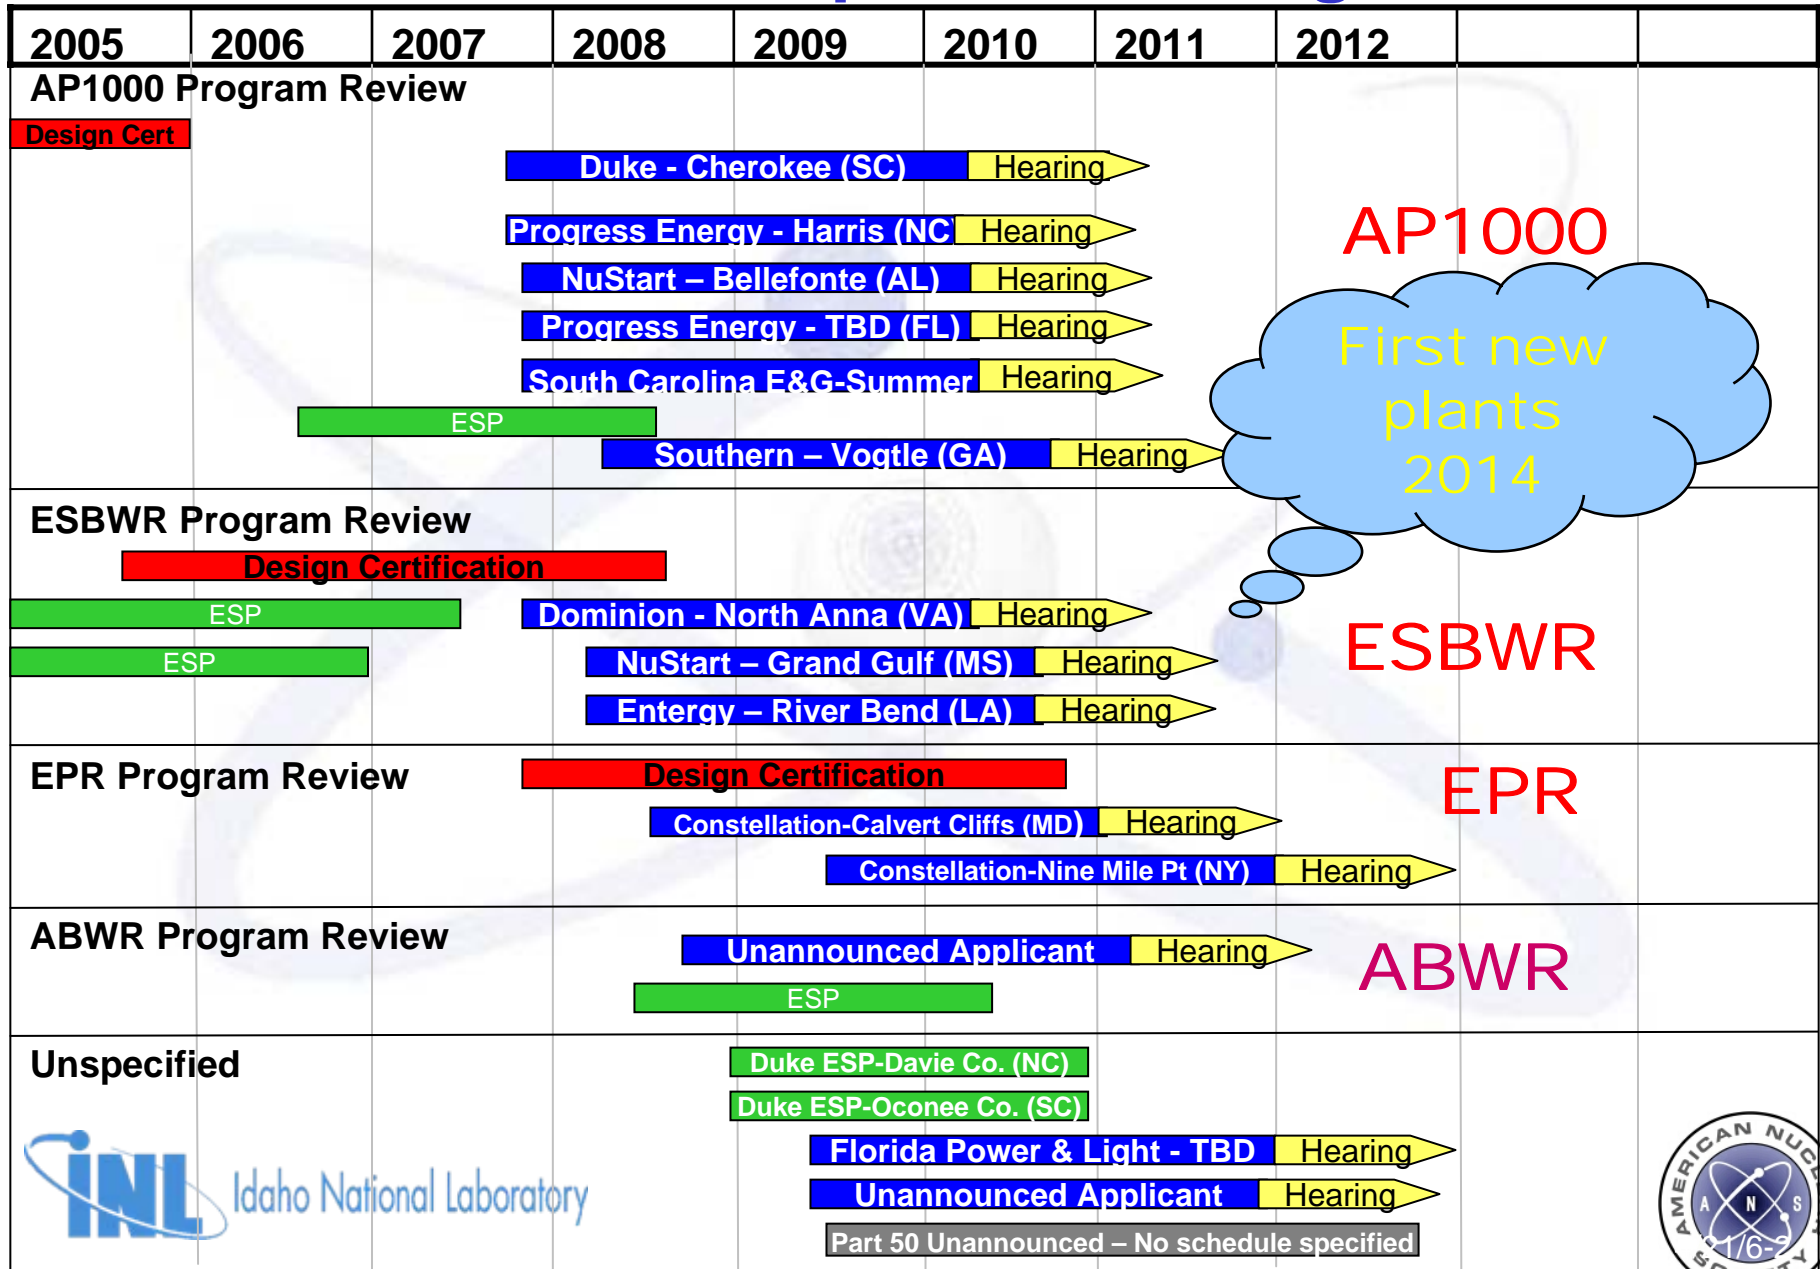 2005 2006 2007 2008 2009 2010 2011 2012
AP1000 Program Review
Design Cert
Duke - Cherokee (SC) Hearing
Progress Energy - Harris (NC) Hearing
AP1000
NuStart – Bellefonte (AL) Hearing
Progress Energy - TBD (FL) Hearing
First new
plants
2014
South Carolina E&G-Summer Hearing
ESP
Southern – Vogtle (GA) Hearing
ESBWR Program Review
Design Certification
ESP Dominion - North Anna (VA) Hearing
ESBWR
ESP NuStart – Grand Gulf (MS) Hearing
Entergy – River Bend (LA) Hearing
EPR Program Review Design Certification
EPR
Constellation-Calvert Cliffs (MD) Hearing
Constellation-Nine Mile Pt (NY) Hearing
ABWR Program Review Unannounced Applicant Hearing
ABWR
ESP
Unspecified Duke ESP-Davie Co. (NC)
Duke ESP-Oconee Co. (SC)
Florida Power & Light - TBD Hearing
Unannounced Applicant Hearing
Part 50 Unannounced – No schedule specified
INL Idaho National Laboratory
AMERICAN
A N S